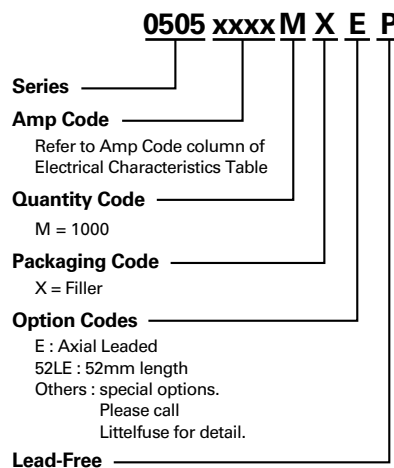 0505 xxxx M X E P
Series
Amp Code
Refer to Amp Code column of
Electrical Characteristics Table
Quantity Code
M = 1000
Packaging Code
X = Filler
Option Codes
E : Axial Leaded
52LE : 52mm length
Others : special options.
Please call
Littelfuse for detail.
Lead-Free